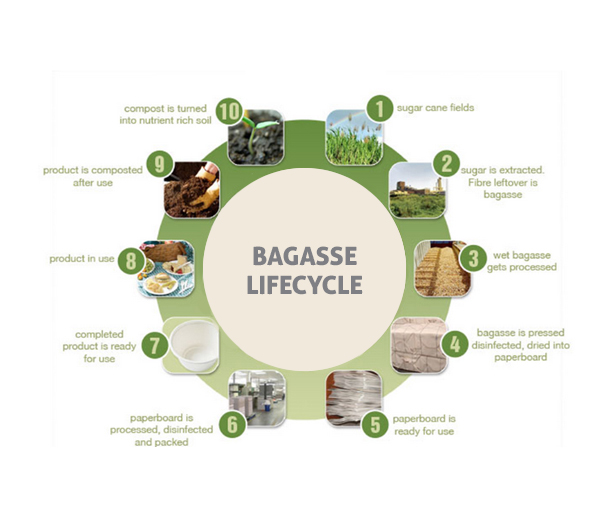 BAGASSE
LIFECYCLE
1
sugar cane fields
2
sugar is extracted.
Fibre leftover is
bagasse
3
wet bagasse
gets processed
4
bagasse is pressed
disinfected, dried into
paperboard
5
paperboard is
ready for use
6
paperboard is
processed, disinfected
and packed
7
completed
product is ready
for use
8
product in use
9
product is composted
after use
10
compost is turned
into nutrient rich soil